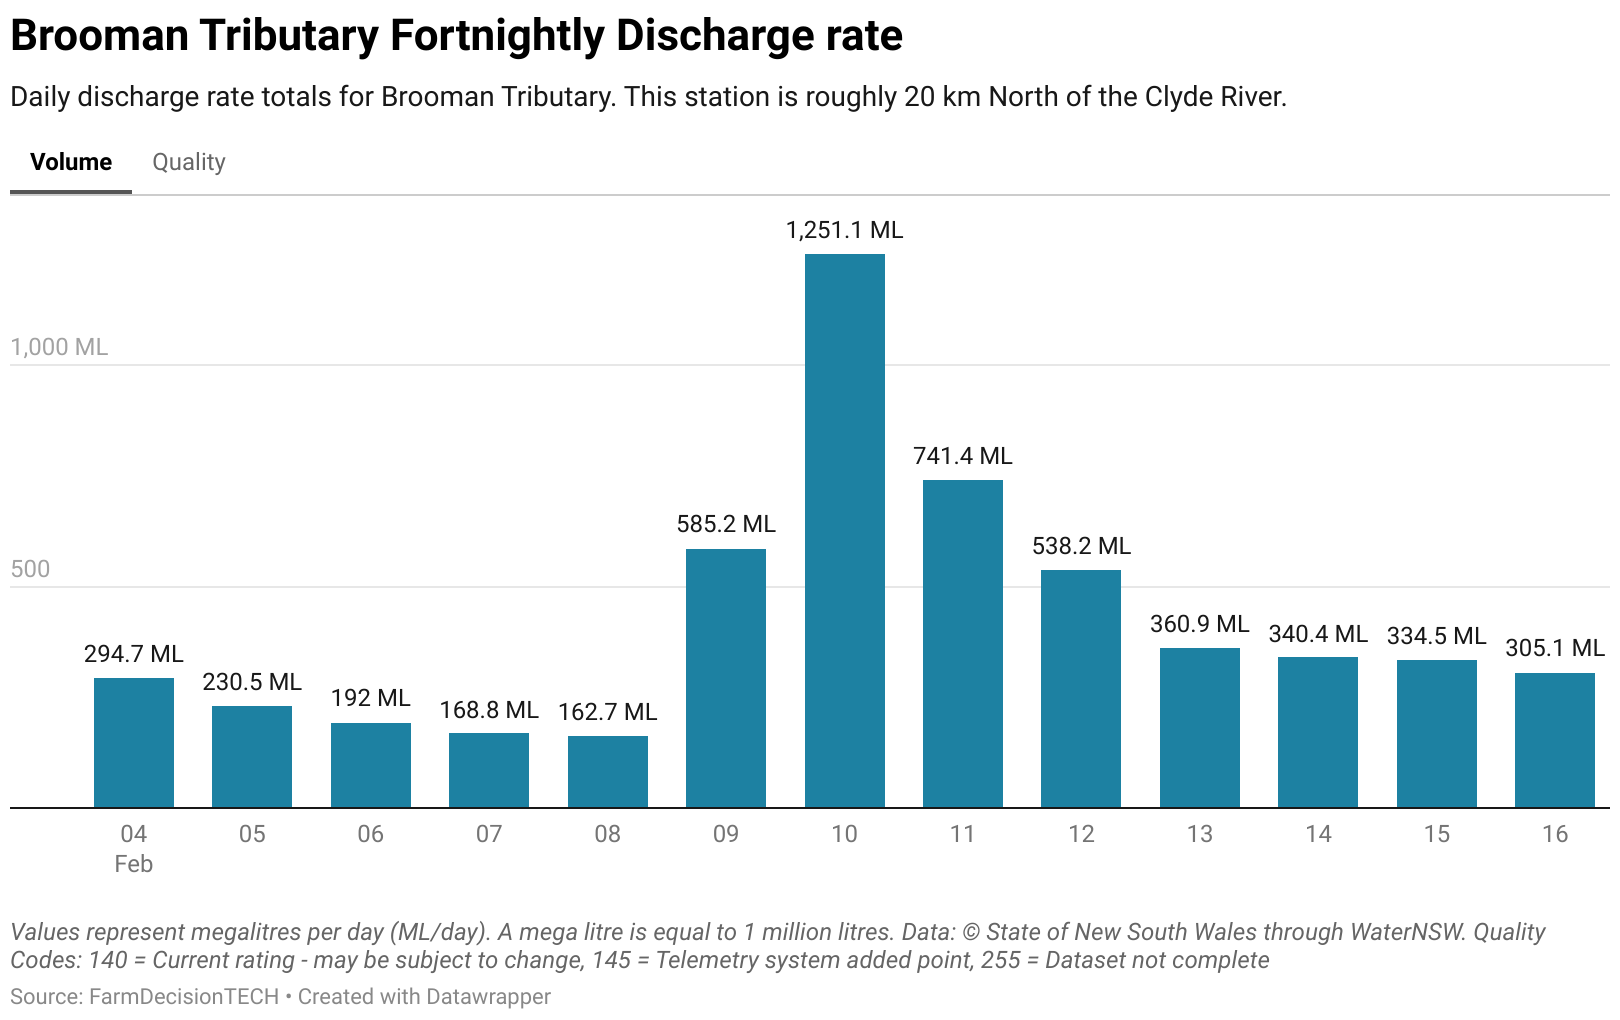 Brooman Tributary Fortnightly Discharge rate
Daily discharge rate totals for Brooman Tributary. This station is roughly 20 km North of the Clyde River.
Volume Quality
1,251.1 ML
1,000 ML
741.4 ML
585.2 ML
538.2 ML
500
360.9 ML
340.4 ML
334.5 ML
305.1 ML
294.7 ML
230.5 ML
192 ML
168.8 ML
162.7 ML
04 05 06 07 08 09 10 11 12 13 14 15 16
Feb
Values represent megalitres per day (ML/day). A mega litre is equal to 1 million litres. Data: © State of New South Wales through WaterNSW. Quality
Codes: 140 = Current rating - may be subject to change, 145 = Telemetry system added point, 255 = Dataset not complete
Source: FarmDecisionTECH • Created with Datawrapper